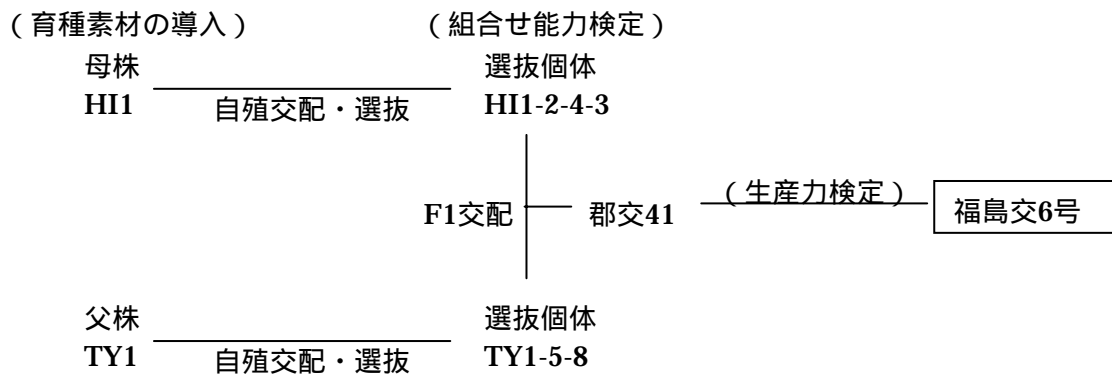 （育種素材の導入） （組合せ能力検定）
母株 選抜個体
HI1 自殖交配・選抜 HI1-2-4-3
F1交配 郡交41 （生産力検定） 福島交6号
父株 選抜個体
TY1 自殖交配・選抜 TY1-5-8